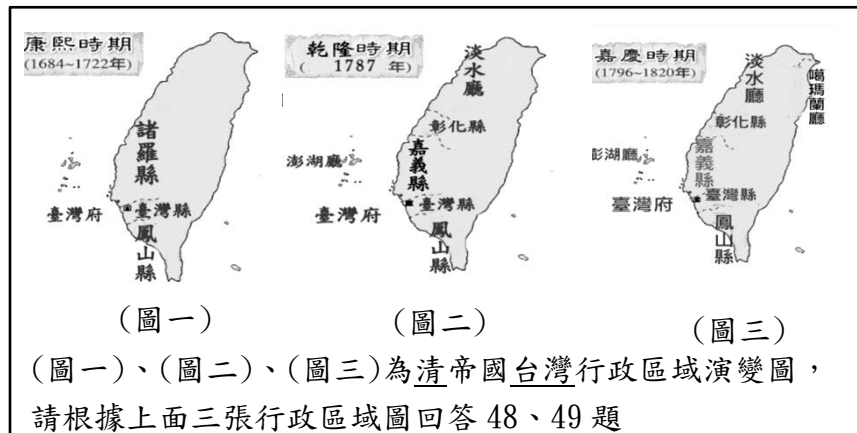 康熙時期
(1684~1722年)
諸羅縣
臺灣府
臺灣縣
鳳山縣
(圖一)
乾隆時期
( 1787 年)
淡水廳
彰化縣
嘉義縣
澎湖廳
臺灣府
臺灣縣
鳳山縣
(圖二)
嘉慶時期
(1796~1820年)
淡水廳
噶瑪蘭廳
彰化縣
嘉義縣
澎湖廳
臺灣府
臺灣縣
鳳山縣
(圖三)
(圖一)、(圖二)、(圖三)為清帝國台灣行政區域演變圖，
請根據上面三張行政區域圖回答 48、49 題